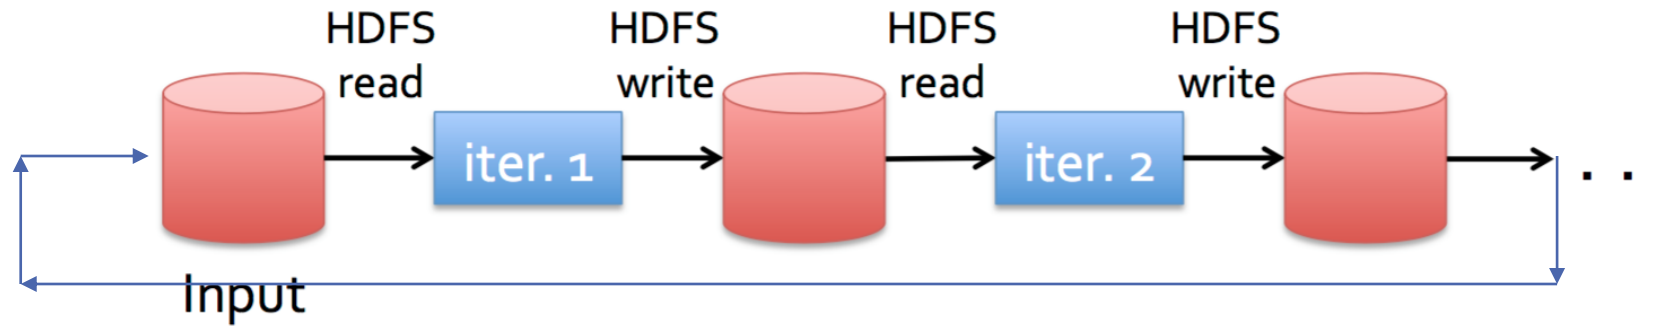 HDFS
read
HDFS
write
HDFS
read
HDFS
write
iter. 1
iter. 2
. .
Input